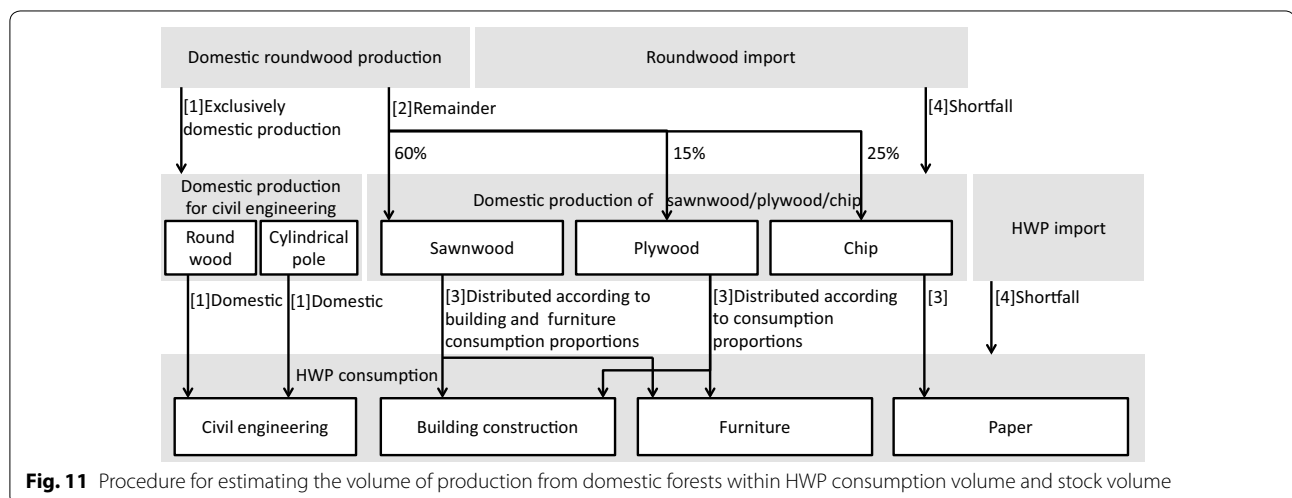 Domestic roundwood production
Roundwood import
[1]Exclusively
domestic production
[2]Remainder
[4]Shortfall
60%
15%
25%
Domestic production
for civil engineering
Domestic production of sawnwood/plywood/chip
Round
wood
Cylindrical
pole
Sawnwood
Plywood
Chip
HWP import
[1]Domestic
[1]Domestic
[3]Distributed according to
building and furniture
consumption proportions
[3]Distributed according
to consumption
proportions
[3]
[4]Shortfall
HWP consumption
Civil engineering
Building construction
Furniture
Paper
Fig. 11 Procedure for estimating the volume of production from domestic forests within HWP consumption volume and stock volume